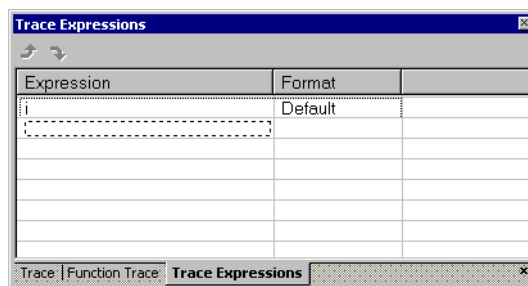 Trace Expressions
Expression Format
i Default
Trace Function Trace Trace Expressions